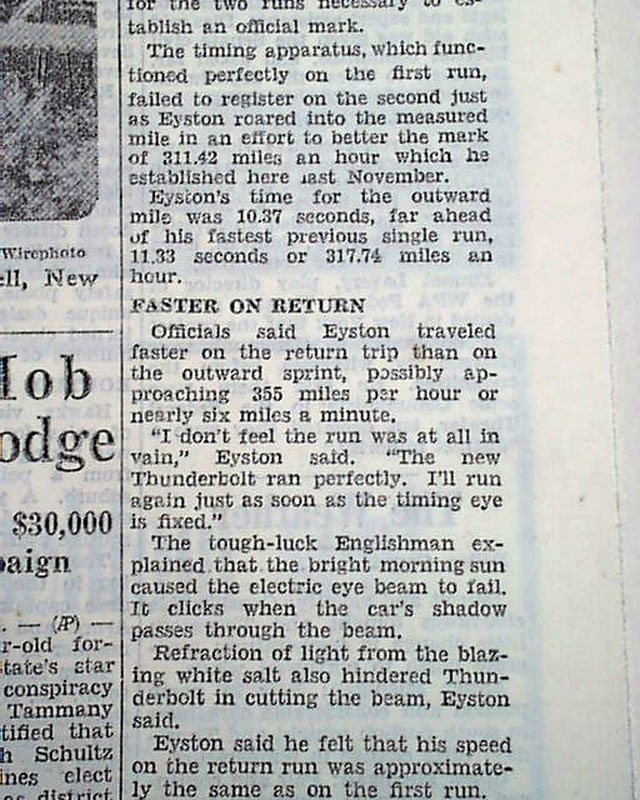 for the two runs necessary to es-
tablish an official mark.
The timing apparatus, which func-
tioned perfectly on the first run,
failed to register on the second just
as Eyston roared into the measured
mile in an effort to better the mark
of 311.42 miles an hour which he
established here last November.
Eyston's time for the outward
mile was 10.37 seconds, far ahead
of his fastest previous single run,
11.33 seconds or 317.74 miles an
hour.
FASTER ON RETURN
Officials said Eyston traveled
faster on the return trip than on
the outward sprint, possibly ap-
proaching 355 miles per hour or
nearly six miles a minute.
"I don't feel the run was at all in
vain," Eyston said. "The new
Thunderbolt ran perfectly. I'll run
again just as soon as the timing eye
is fixed."
The tough-luck Englishman ex-
plained that the bright morning sun
caused the electric eye beam to fail.
It clicks when the car's shadow
passes through the beam.
Refraction of light from the blaz-
ing white salt also hindered Thun-
derbolt in cutting the beam, Eyston
said.
Eyston said he felt that his speed
on the return run was approximate-
ly the same as on the first run.
Wirephoto
ell, New
Mob
odge
$30,000
paign
. — (AP) —
r-old for-
tate's star
conspiracy
Tammany
tified that
h Schultz
ines elect
district